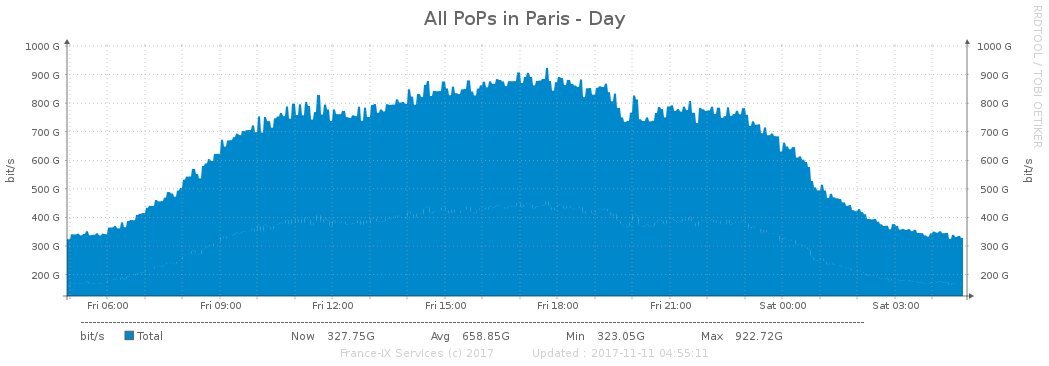 All PoPs in Paris - Day
RRDTOOL / TOBI OETIKER
1000 G 1000 G
900 G 900 G
800 G 800 G
700 G 700 G
600 G 600 G
500 G 500 G
400 G 400 G
300 G 300 G
200 G 200 G
bit/s bit/s
Fri 06:00 Fri 09:00 Fri 12:00 Fri 15:00 Fri 18:00 Fri 21:00 Sat 00:00 Sat 03:00
bit/s Total Now 327.75G Avg 658.85G Min 323.05G Max 922.72G
France-IX Services (c) 2017 Updated : 2017-11-11 04:55:11